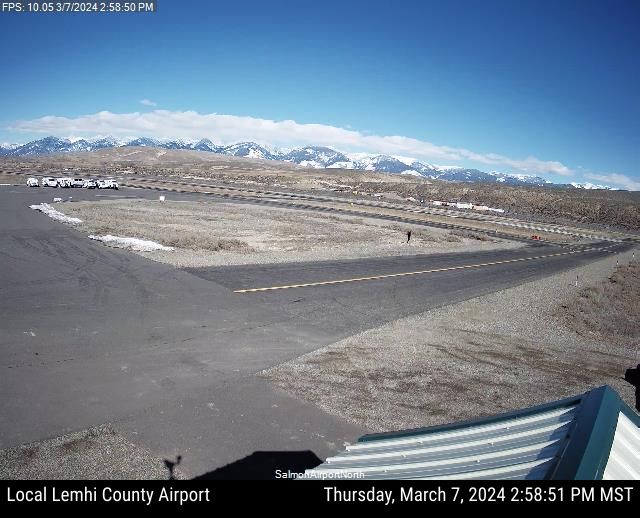 FPS: 10.05 3/7/2024 2:58:50 PM
SalmonAirportNorth
Local Lemhi County Airport Thursday, March 7, 2024 2:58:51 PM MST